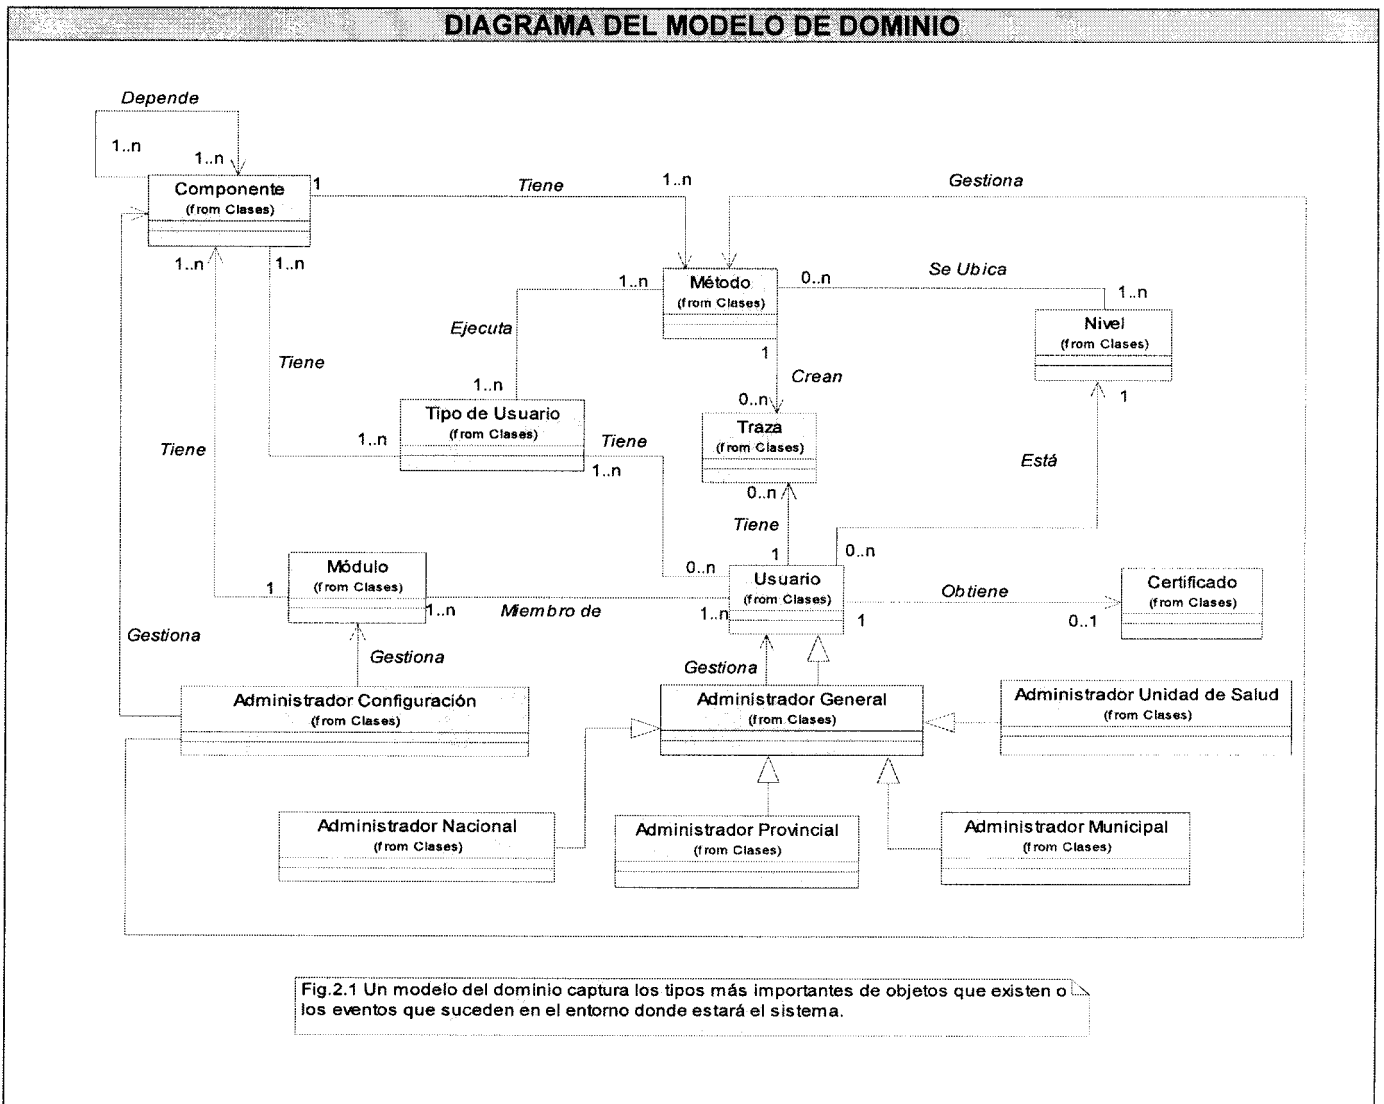 DIAGRAMA DEL MODELO DE DOMINIO
Depende
1..n
1..n
Componente
(from Clases)
1
Tiene
1..n
Gestiona
1..n
1..n
1..n
Método
(from Clases)
0..n
Se Ubica
1..n
Nivel
(from Clases)
Ejecuta
Tiene
1
Crean
1..n
0..n
1
Tipo de Usuario
(from Clases)
1..n
Tiene
1..n
Traza
(from Clases)
Tiene
Está
0..n
Tiene
1
0..n
Módulo
(from Clases)
1
1..n
Miembro de
0..n
1..n
Usuario
(from Clases)
1
Obtiene
0..1
Certificado
(from Clases)
Gestiona
Gestiona
Gestiona
Administrador Configuración
(from Clases)
Administrador General
(from Clases)
Administrador Unidad de Salud
(from Clases)
Administrador Nacional
(from Clases)
Administrador Provincial
(from Clases)
Administrador Municipal
(from Clases)
Fig.2.1 Un modelo del dominio captura los tipos más importantes de objetos que existen o
los eventos que suceden en el entorno donde estará el sistema.